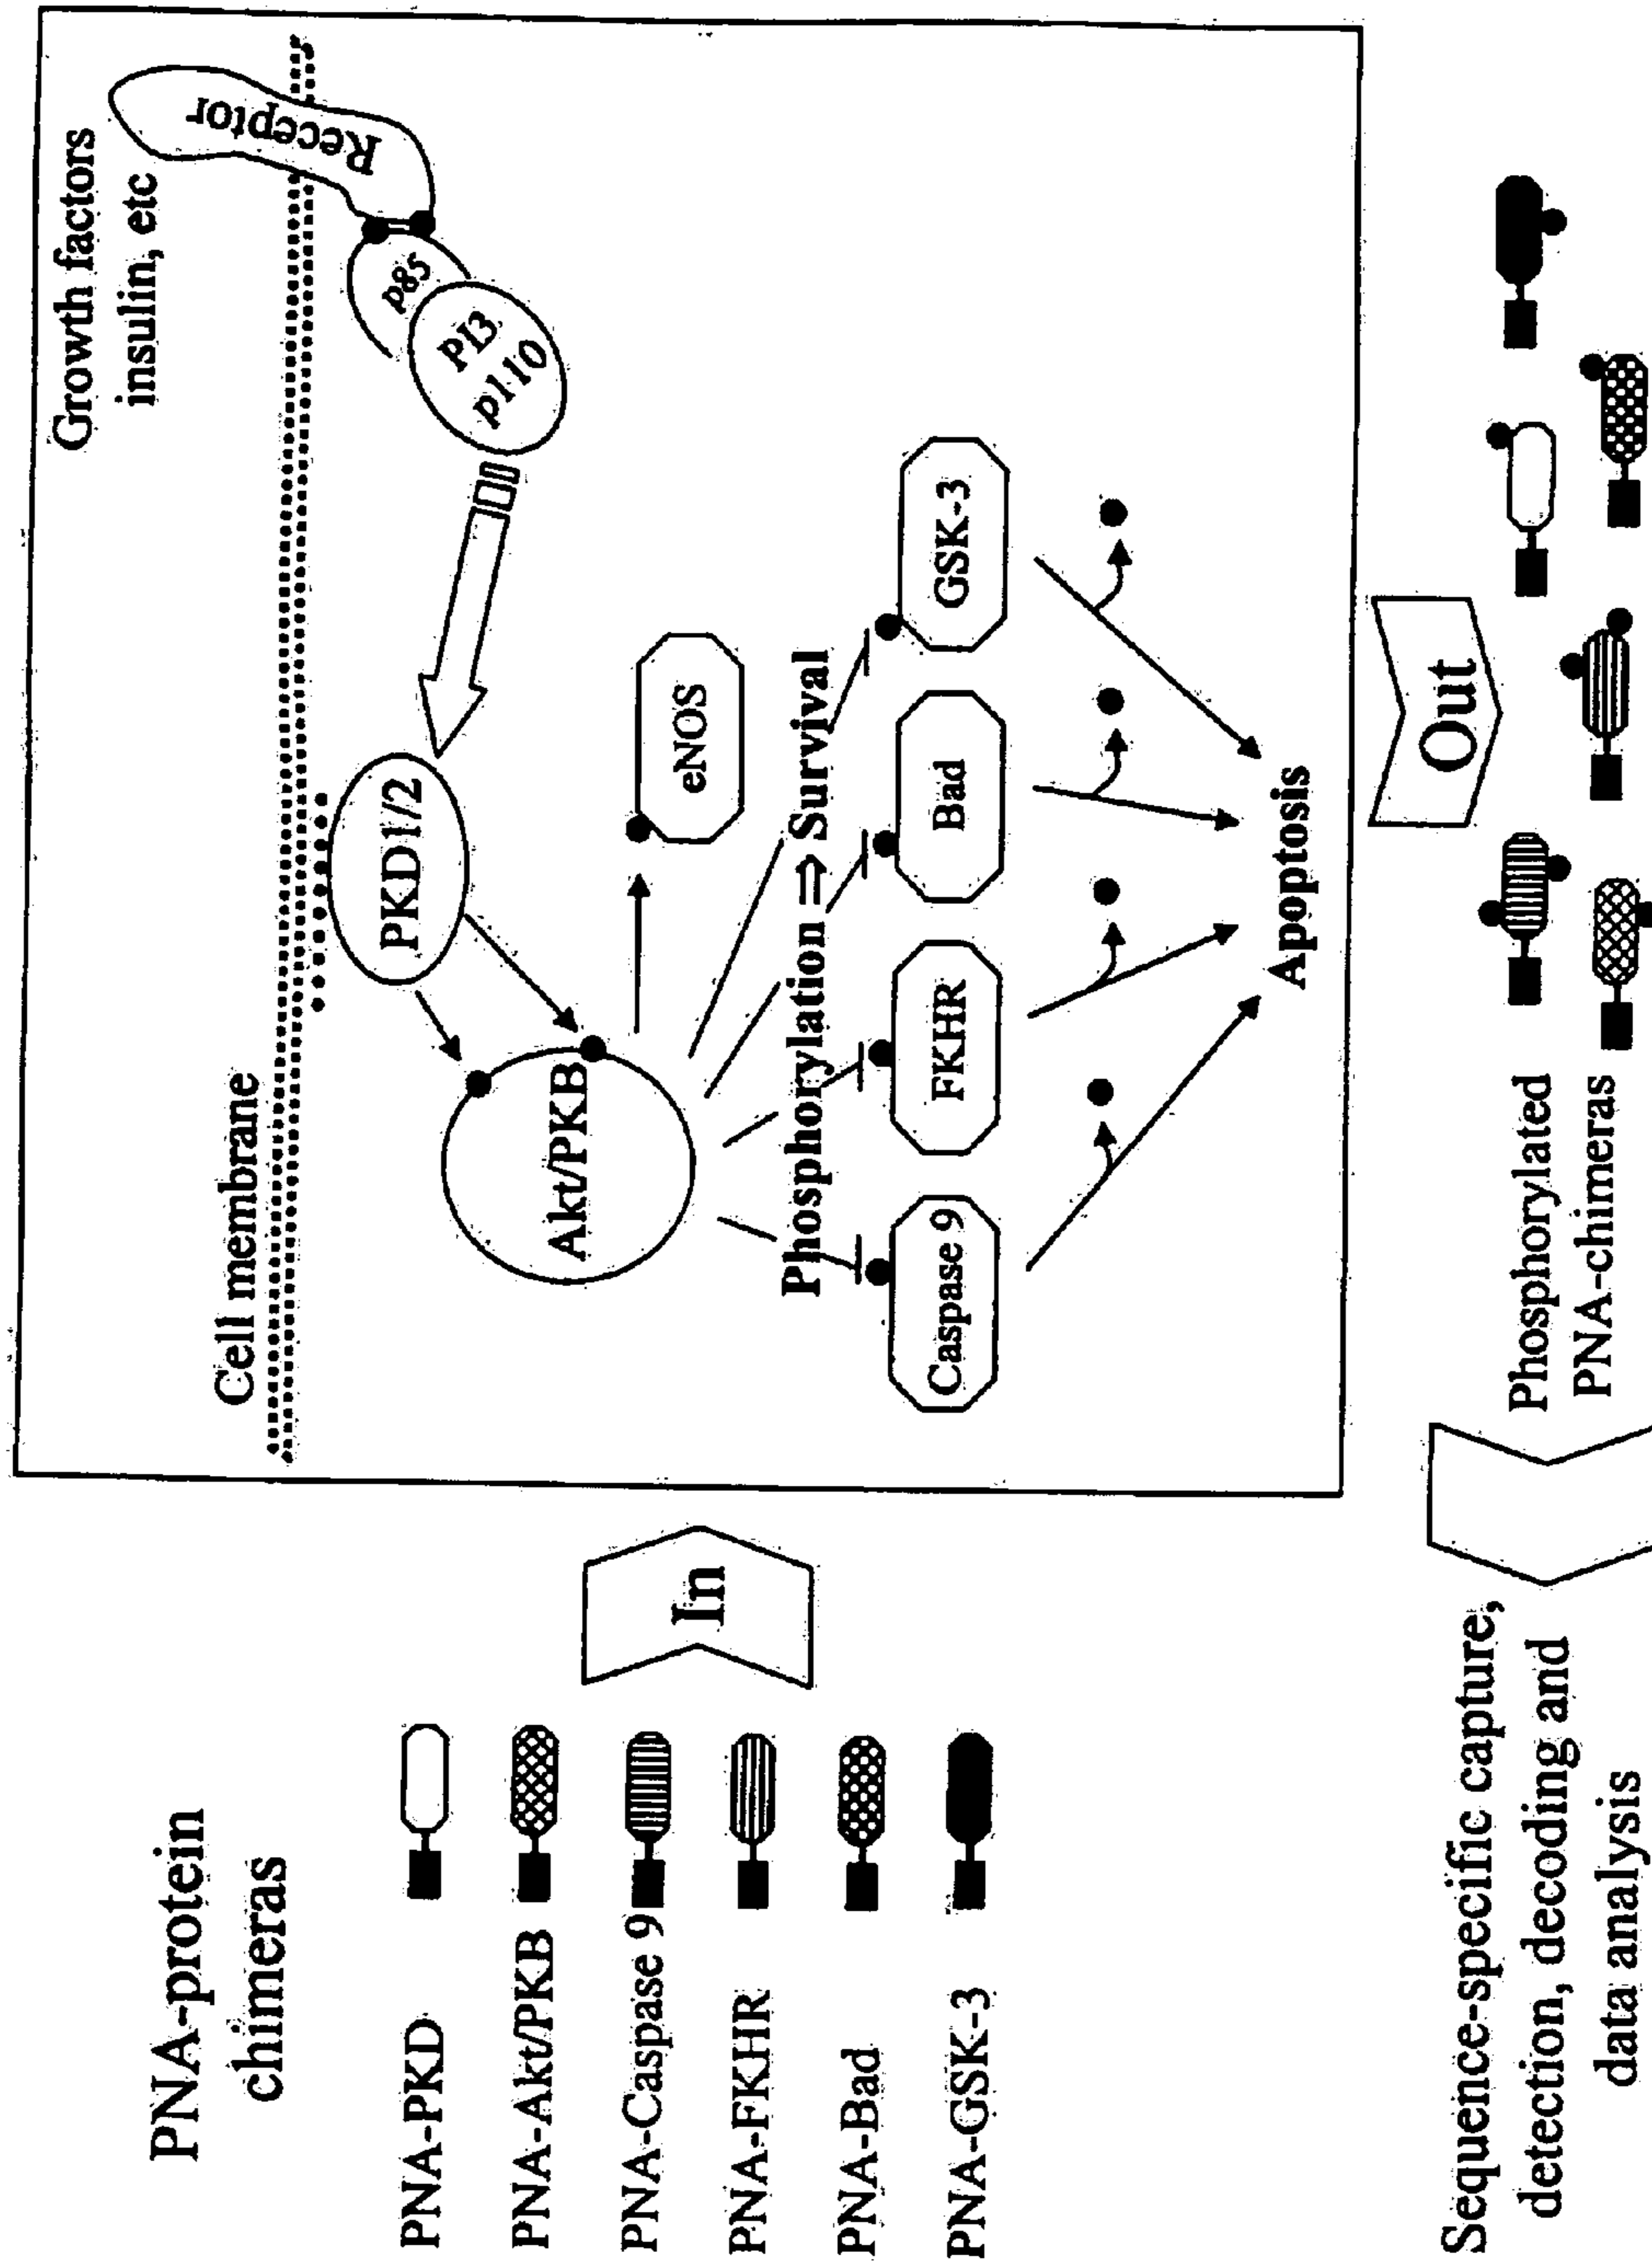 PNA-protein
chimeras
PNA-PKD
PNA-Akt/PKB
PNA-Caspase 9
PNA-FKHR
PNA-Bad
PNA-GSK-3
In
Growth factors
insulin, etc
Cell membrane
Receptor
p85
PI3
p110
PKD1/2
Akt/PKB
eNOS
Phosphorylation ⇒ Survival
Caspase 9
FKHR
Bad
GSK-3
Apoptosis
Out
Phosphorylated
PNA-chimeras
Sequence-specific capture,
detection, decoding and
data analysis